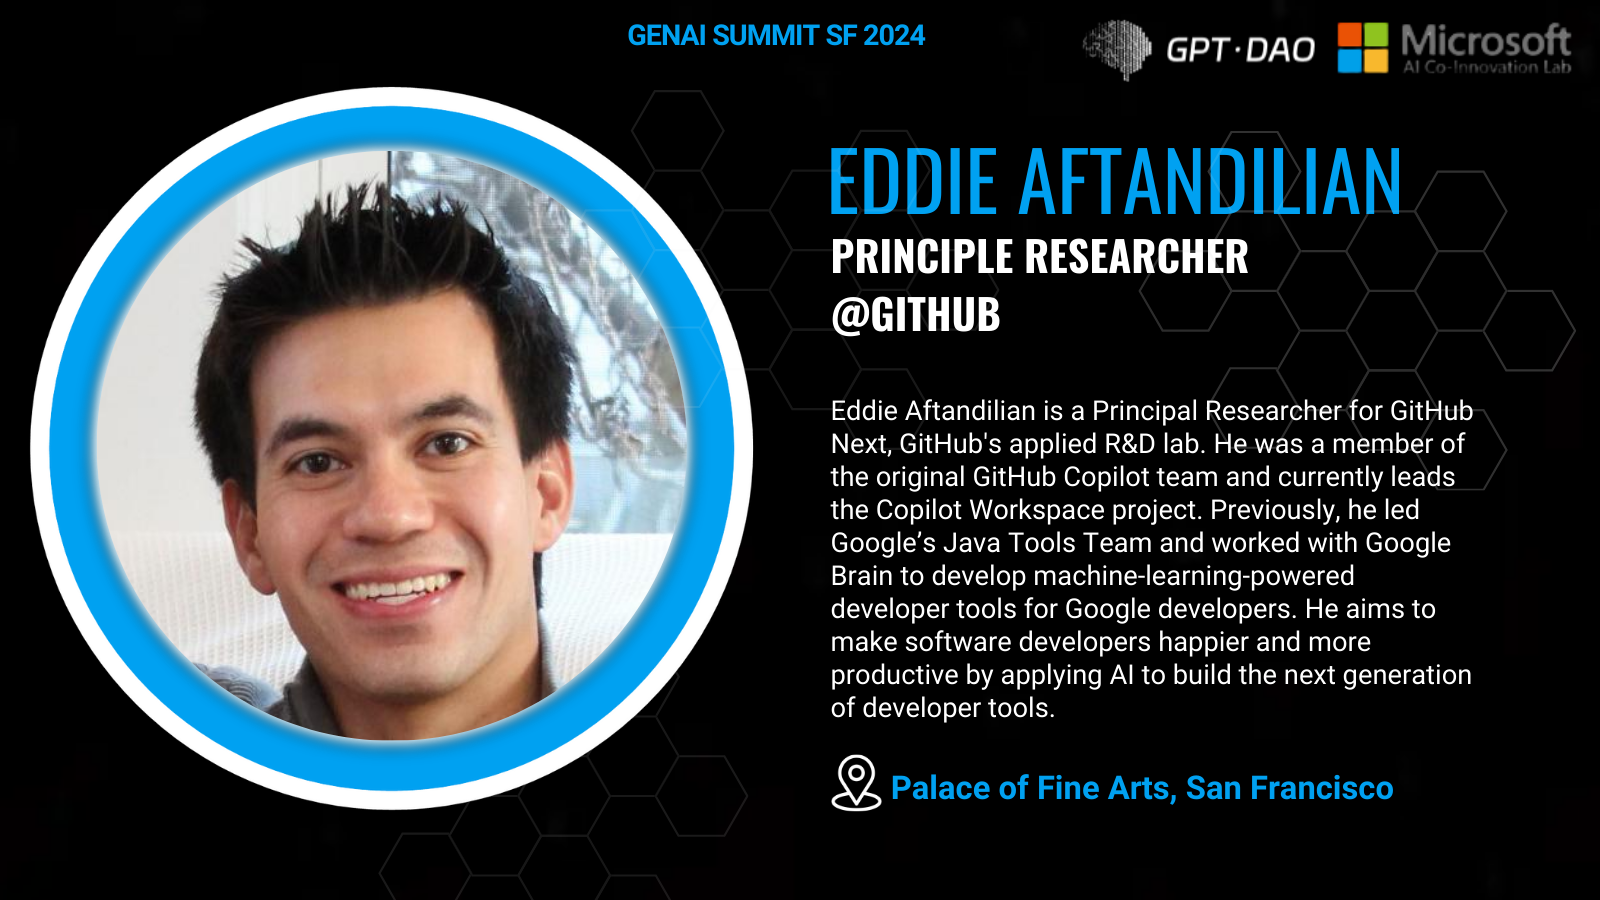 GENAI SUMMIT SF 2024
GPT·DAO
Microsoft
AI Co-Innovation Lab
EDDIE AFTANDILIAN
PRINCIPLE RESEARCHER
@GITHUB
Eddie Aftandilian is a Principal Researcher for GitHub
Next, GitHub's applied R&D lab. He was a member of
the original GitHub Copilot team and currently leads
the Copilot Workspace project. Previously, he led
Google’s Java Tools Team and worked with Google
Brain to develop machine-learning-powered
developer tools for Google developers. He aims to
make software developers happier and more
productive by applying AI to build the next generation
of developer tools.
Palace of Fine Arts, San Francisco